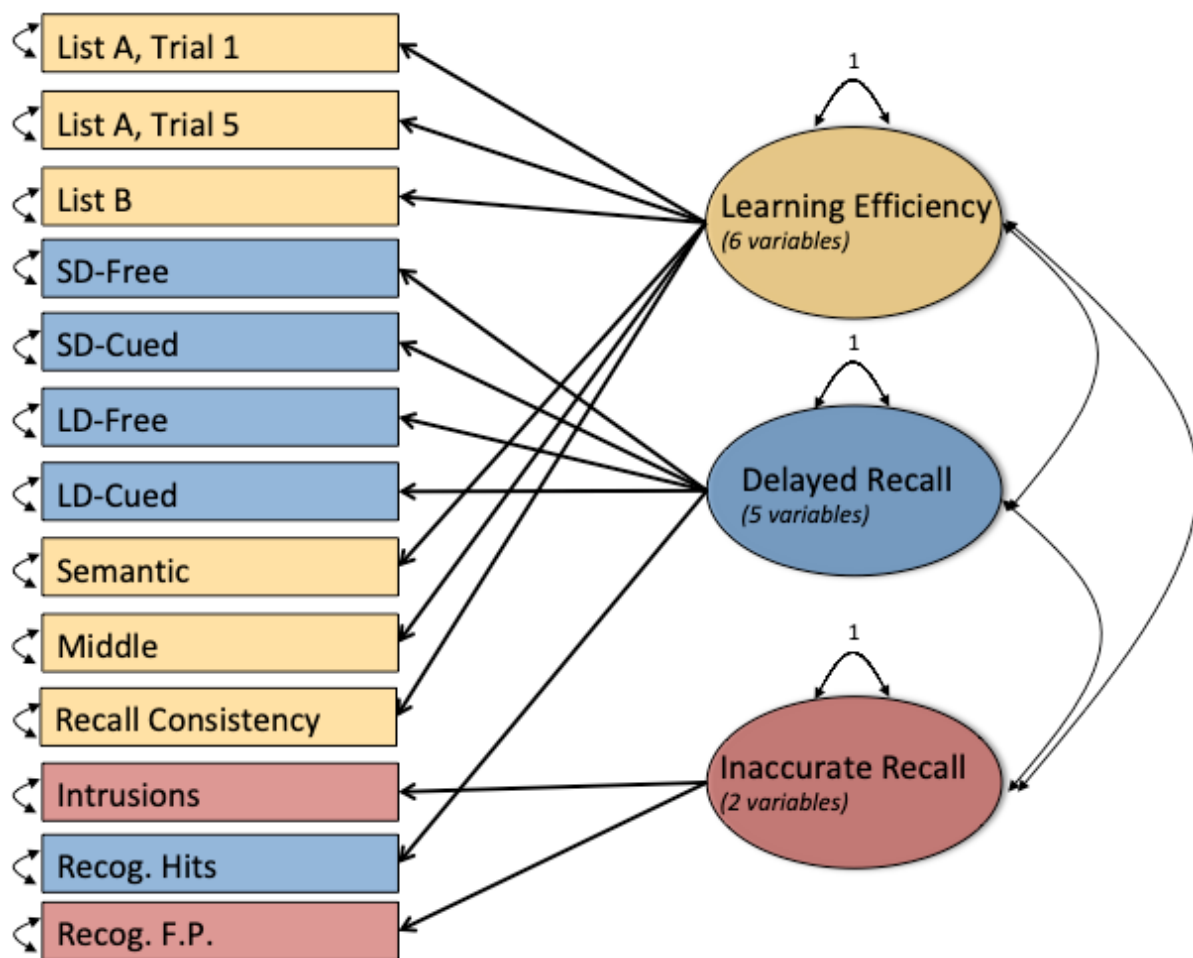 List A, Trial 1
List A, Trial 5
List B
SD-Free
SD-Cued
LD-Free
LD-Cued
Semantic
Middle
Recall Consistency
Intrusions
Recog. Hits
Recog. F.P.
1
Learning Efficiency
(6 variables)
1
Delayed Recall
(5 variables)
1
Inaccurate Recall
(2 variables)